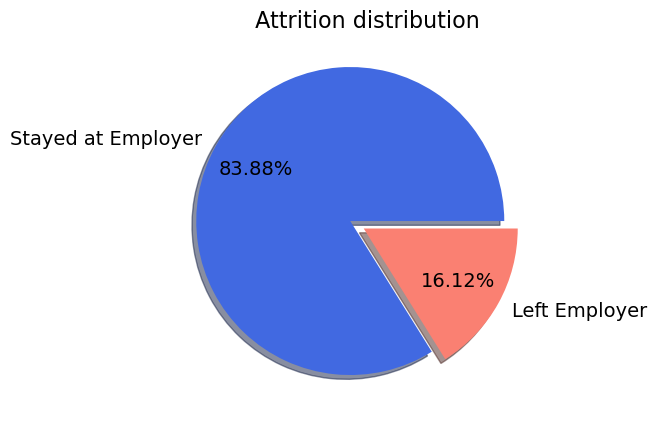 Attrition distribution
Stayed at Employer
83.88%
16.12%
Left Employer